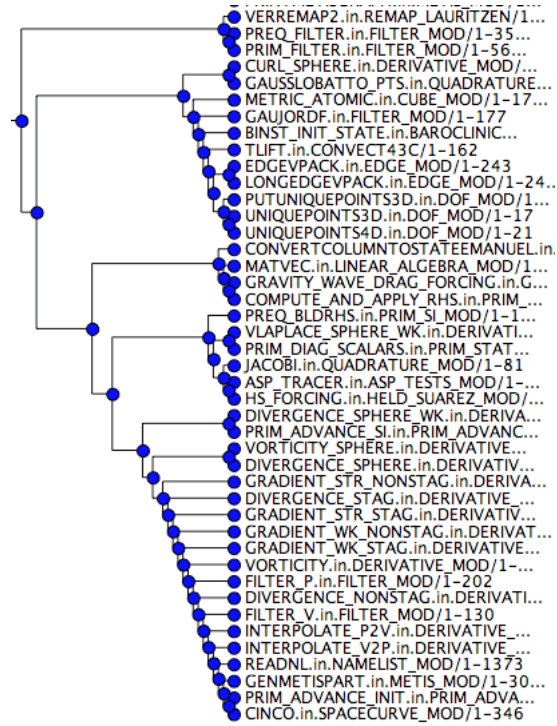 VERREMAP2.in.REMAP_LAURITZEN/1...
PREQ_FILTER.in.FILTER_MOD/1-35...
PRIM_FILTER.in.FILTER_MOD/1-56...
CURL_SPHERE.in.DERIVATIVE_MOD/...
GAUSSLOBATTO_PTS.in.QUADRATURE...
METRIC_ATOMIC.in.CUBE_MOD/1-17...
GAUJORDF.in.FILTER_MOD/1-177
BINST_INIT_STATE.in.BAROCLINIC...
TLIFT.in.CONVECT43C/1-162
EDGEVPACK.in.EDGE_MOD/1-243
LONGEDGEVPACK.in.EDGE_MOD/1-24...
PUTUNIQUEPOINTS3D.in.DOF_MOD/1...
UNIQUEPOINTS3D.in.DOF_MOD/1-17
UNIQUEPOINTS4D.in.DOF_MOD/1-21
CONVERTCOLUMNTOSTATEEMANUEL.in.
MATVEC.in.LINEAR_ALGEBRA_MOD/1...
GRAVITY_WAVE_DRAG_FORCING.in.G...
COMPUTE_AND_APPLY_RHS.in.PRIM_...
PREQ_BLDRHS.in.PRIM_SI_MOD/1-1...
VLAPLACE_SPHERE_WK.in.DERIVATI...
PRIM_DIAG_SCALARS.in.PRIM_STAT...
JACOBI.in.QUADRATURE_MOD/1-81
ASP_TRACER.in.ASP_TESTS_MOD/1-...
HS_FORCING.in.HELD_SUAREZ_MOD/...
DIVERGENCE_SPHERE_WK.in.DERIVA...
PRIM_ADVANCE_SI.in.PRIM_ADVANC...
VORTICITY_SPHERE.in.DERIVATIVE...
DIVERGENCE_SPHERE.in.DERIVATIV...
GRADIENT_STR_NONSTAG.in.DERIVA...
DIVERGENCE_STAG.in.DERIVATIVE_...
GRADIENT_STR_STAG.in.DERIVATIV...
GRADIENT_WK_NONSTAG.in.DERIVAT...
GRADIENT_WK_STAG.in.DERIVATIVE...
VORTICITY.in.DERIVATIVE_MOD/1-...
FILTER_P.in.FILTER_MOD/1-202
DIVERGENCE_NONSTAG.in.DERIVATI...
FILTER_V.in.FILTER_MOD/1-130
INTERPOLATE_P2V.in.DERIVATIVE_...
INTERPOLATE_V2P.in.DERIVATIVE_...
READNL.in.NAMELIST_MOD/1-1373
GENMETISPART.in.METIS_MOD/1-30...
PRIM_ADVANCE_INIT.in.PRIM_ADVA...
CINCO.in.SPACECURVE_MOD/1-346